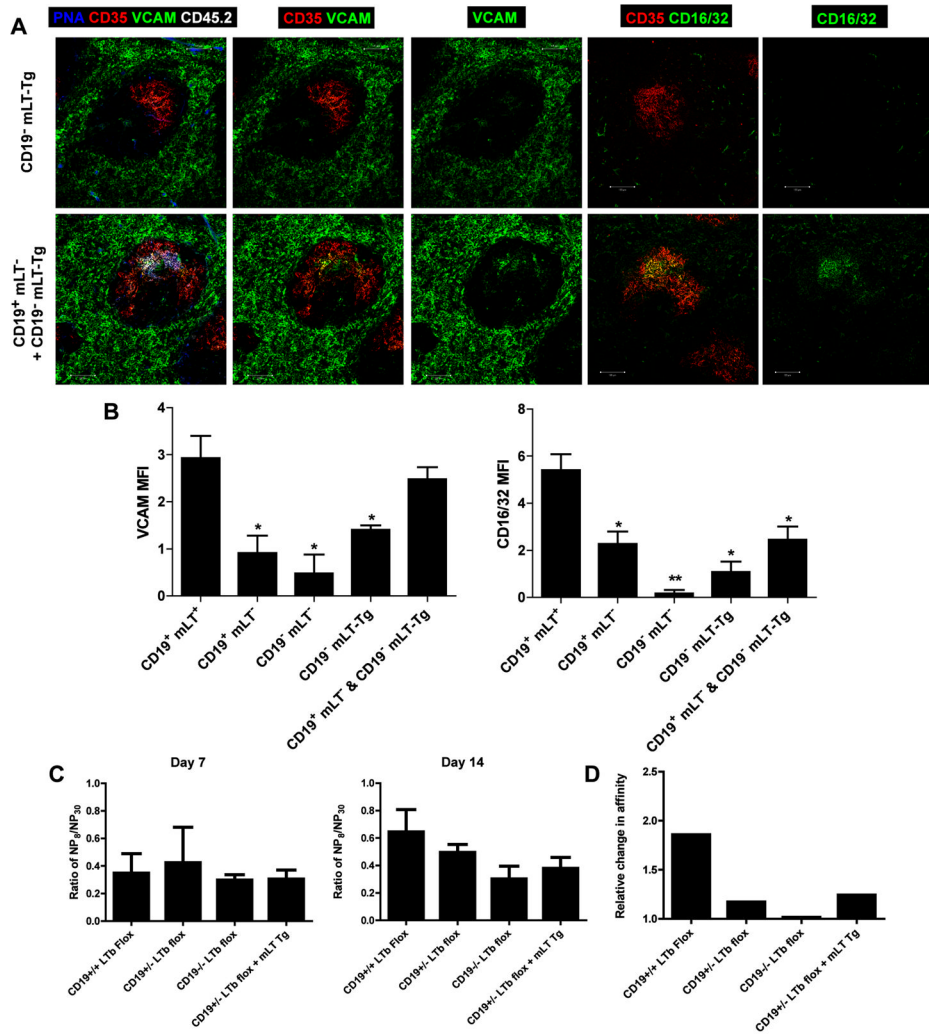 A
PNA CD35 VCAM CD45.2
CD35 VCAM
VCAM
CD35 CD16/32
CD16/32
CD19⁻ mLT-Tg
CD19⁺ mLT⁻
+ CD19⁻ mLT-Tg
B
VCAM MFI
4
3
2
1
0
*
*
*
CD19⁺ mLT⁺
CD19⁺ mLT⁻
CD19⁻ mLT⁻
CD19⁻ mLT-Tg
CD19⁺ mLT⁻ & CD19⁻ mLT-Tg
CD16/32 MFI
8
6
4
2
0
*
**
*
*
CD19⁺ mLT⁺
CD19⁺ mLT⁻
CD19⁻ mLT⁻
CD19⁻ mLT-Tg
CD19⁺ mLT⁻ & CD19⁻ mLT-Tg
C
Day 7
Ratio of NP₈/NP₃₀
1.0
0.8
0.6
0.4
0.2
0.0
CD19+/+ LTb Flox
CD19+/- LTb flox
CD19-/- LTb flox
CD19+/- LTb flox + mLT Tg
Day 14
Ratio of NP₈/NP₃₀
1.0
0.8
0.6
0.4
0.2
0.0
CD19+/+ LTb Flox
CD19+/- LTb flox
CD19-/- LTb flox
CD19+/- LTb flox + mLT Tg
D
Relative change in affinity
2.5
2.0
1.5
1.0
CD19+/+ LTb Flox
CD19+/- LTb flox
CD19-/- LTb flox
CD19+/- LTb flox + mLT Tg